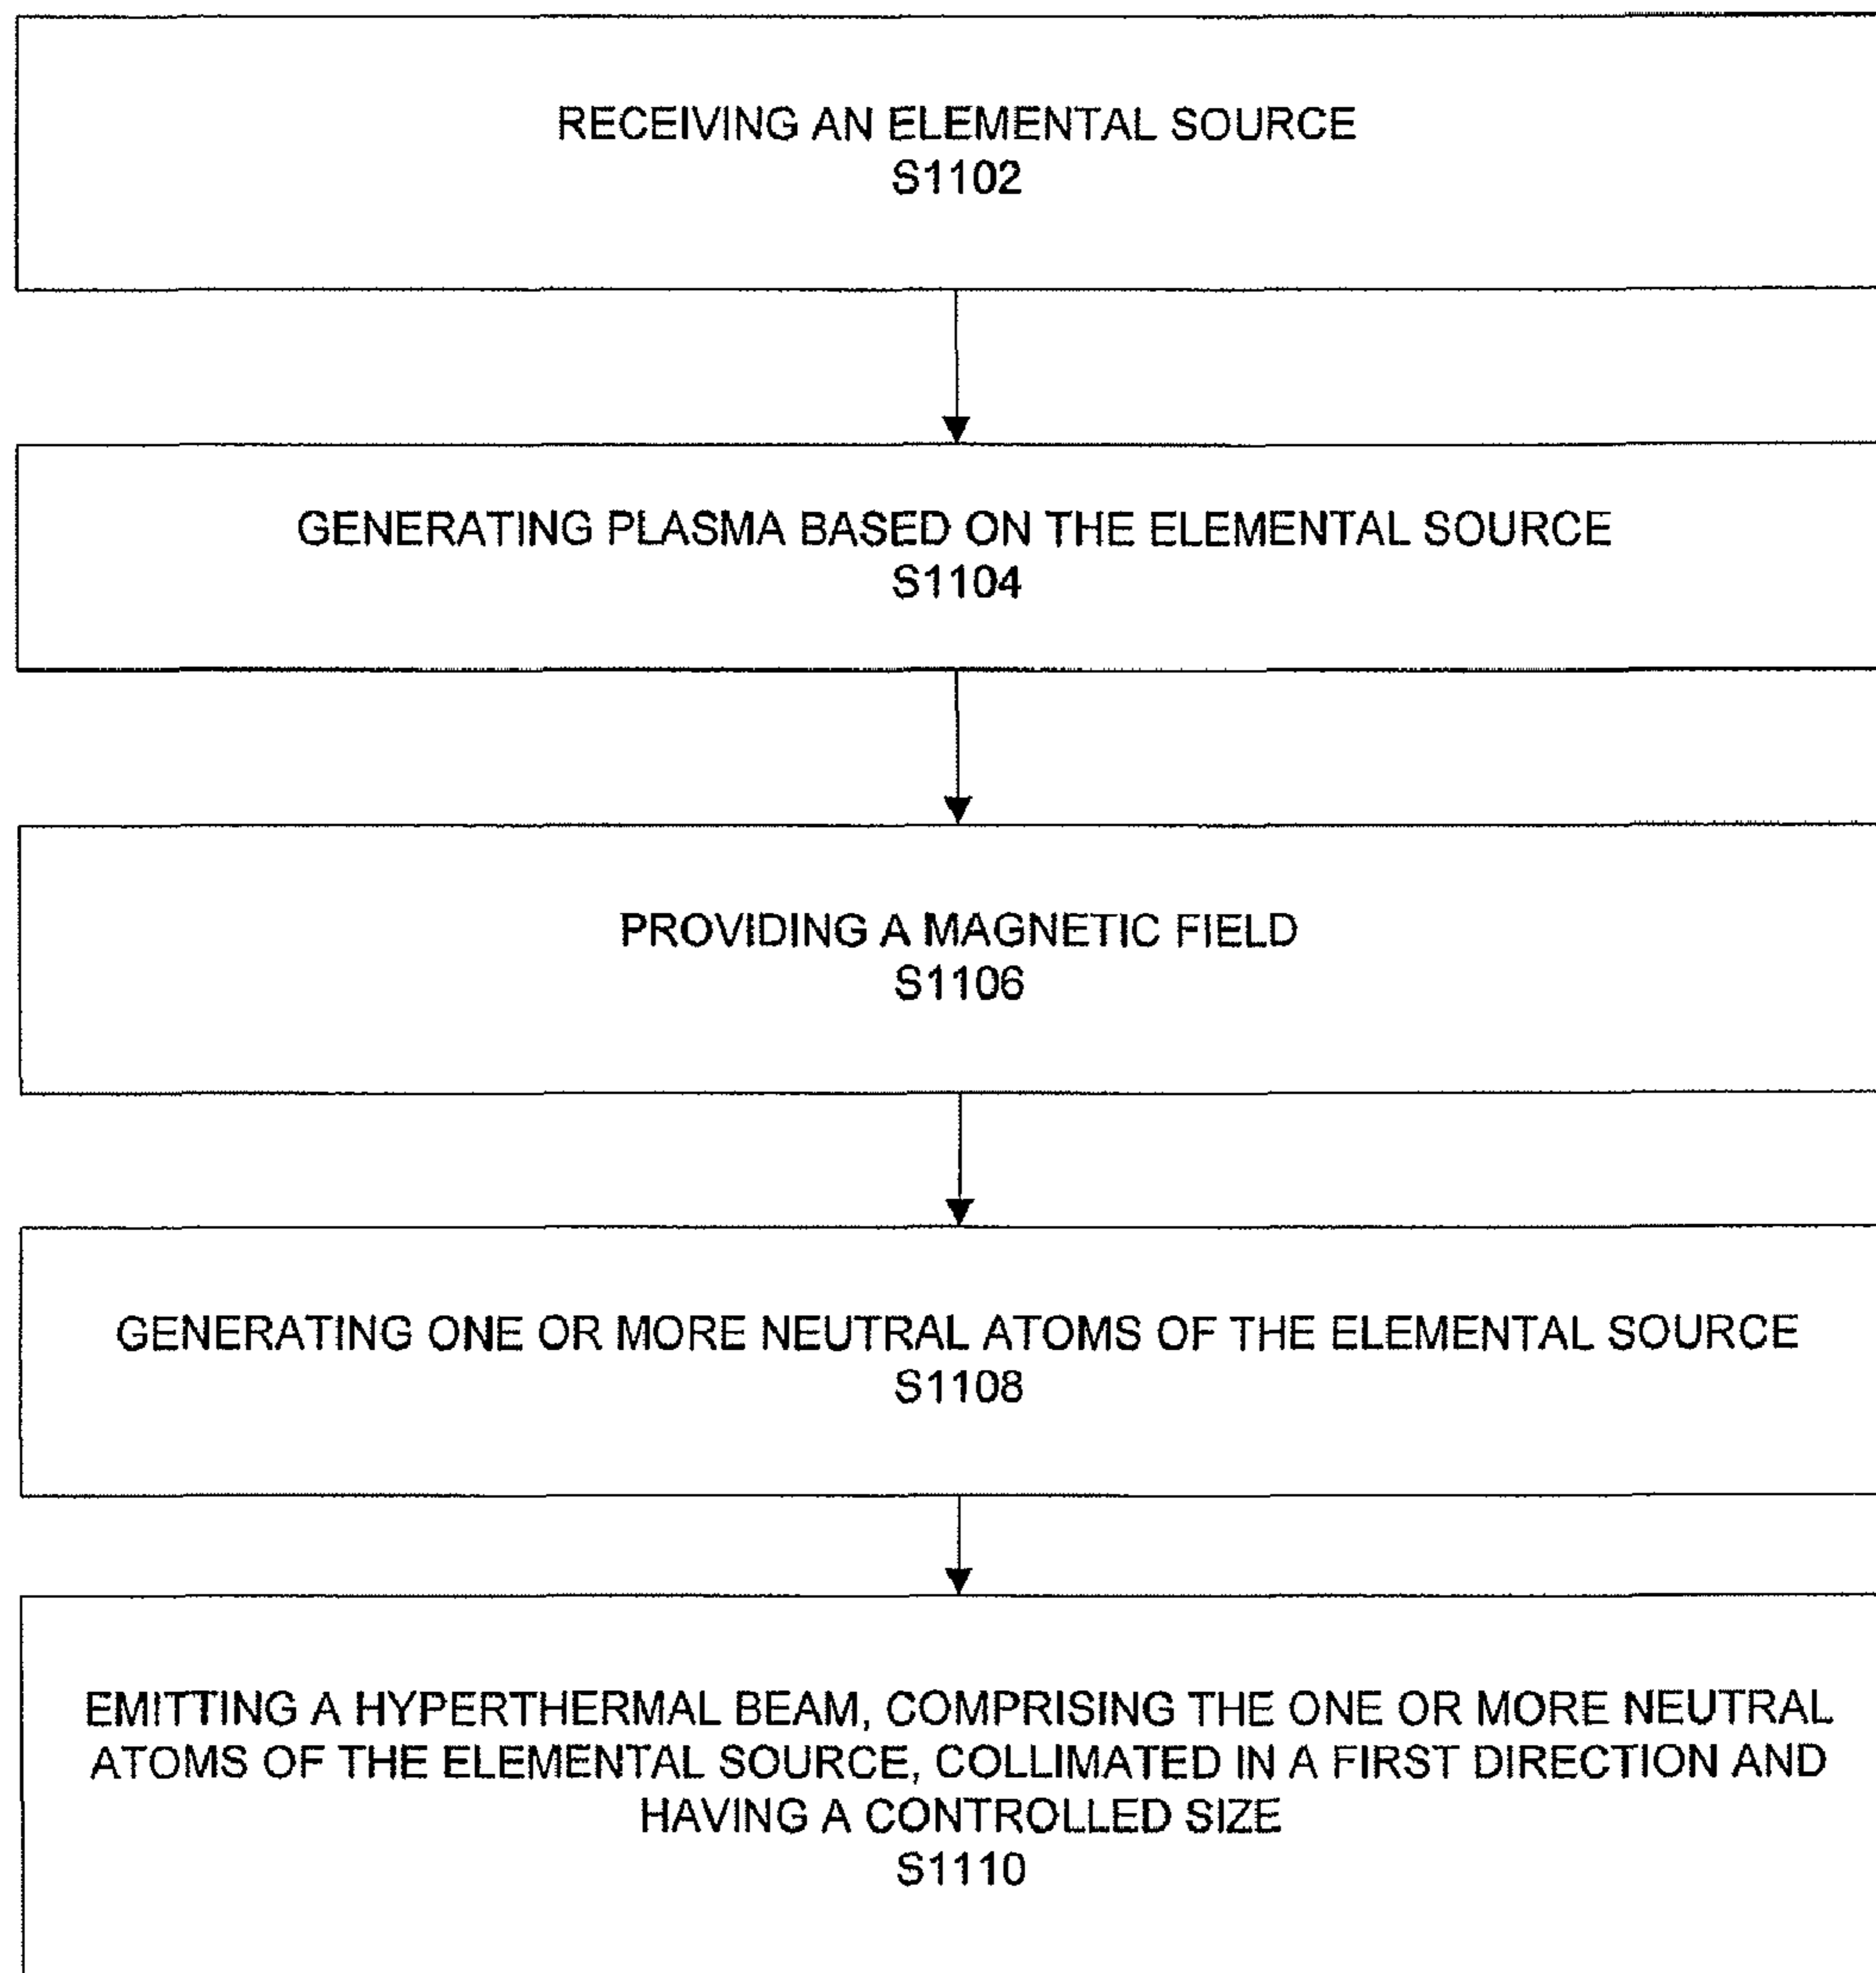 RECEIVING AN ELEMENTAL SOURCE
S1102
GENERATING PLASMA BASED ON THE ELEMENTAL SOURCE
S1104
PROVIDING A MAGNETIC FIELD
S1106
GENERATING ONE OR MORE NEUTRAL ATOMS OF THE ELEMENTAL SOURCE
S1108
EMITTING A HYPERTHERMAL BEAM, COMPRISING THE ONE OR MORE NEUTRAL
ATOMS OF THE ELEMENTAL SOURCE, COLLIMATED IN A FIRST DIRECTION AND
HAVING A CONTROLLED SIZE
S1110